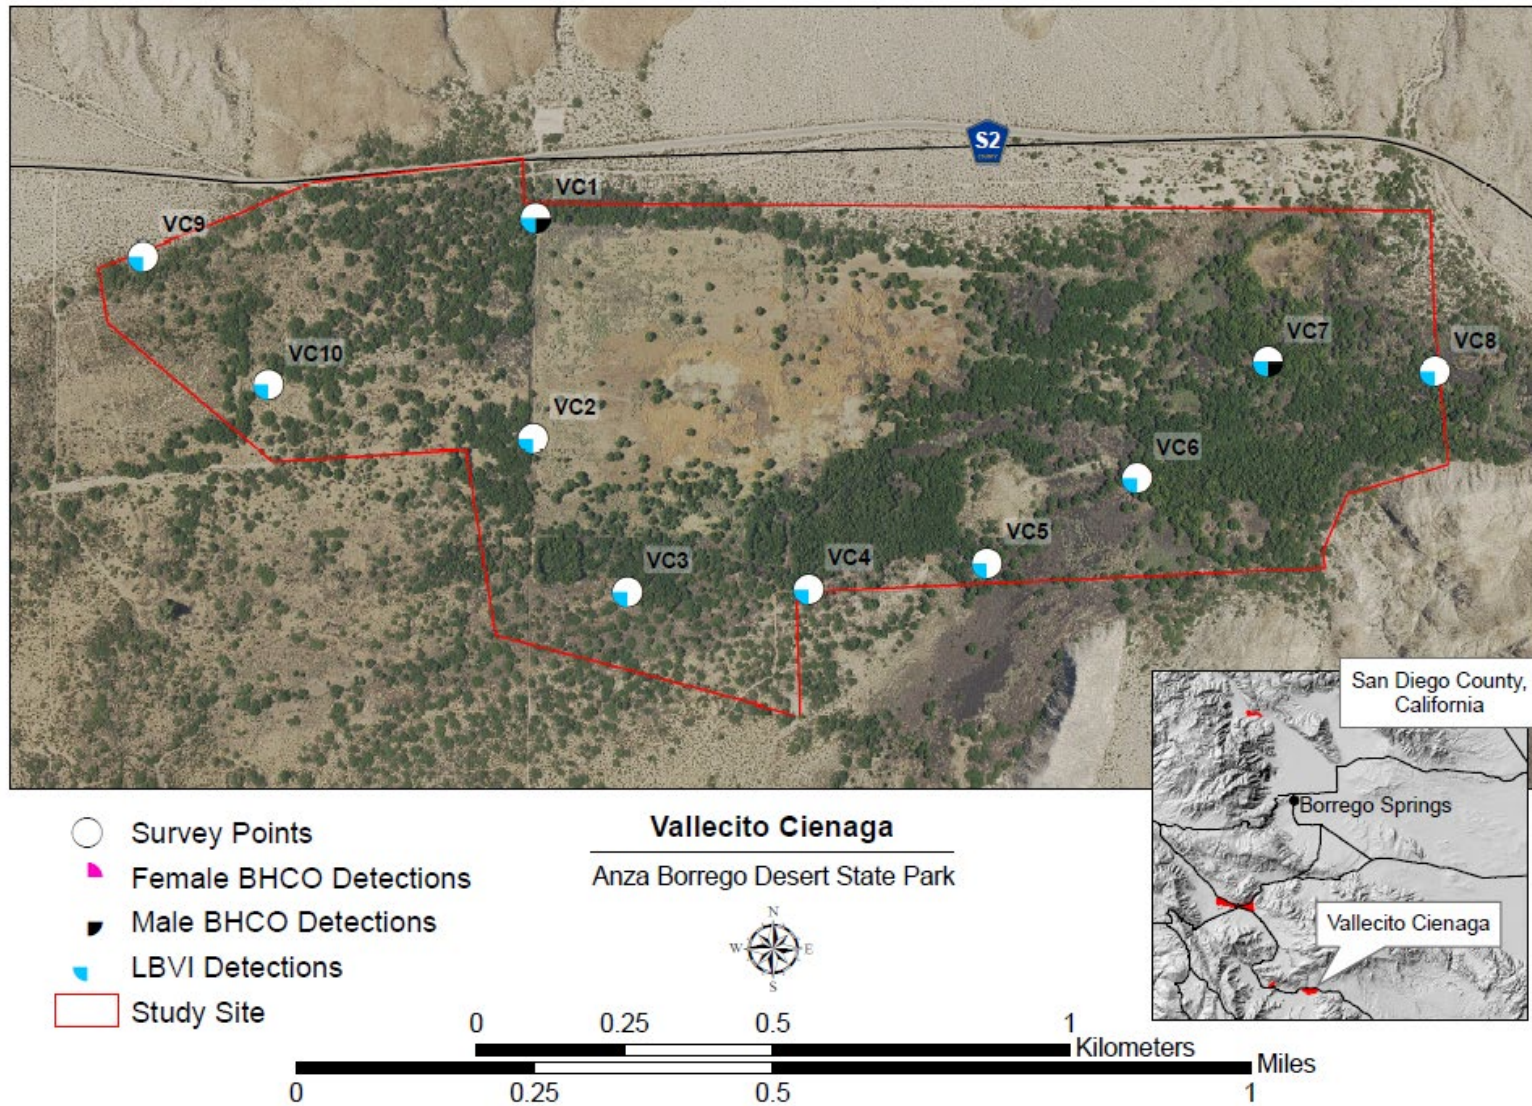 S2
VC1
VC9
VC7
VC8
VC10
VC2
VC6
VC5
VC3
VC4
San Diego County,
California
Borrego Springs
Vallecito Cienaga
Survey Points
Female BHCO Detections
Male BHCO Detections
LBVI Detections
Study Site
Vallecito Cienaga
Anza Borrego Desert State Park
N
W E
S
0 0.25 0.5 1
Kilometers
Miles
0 0.25 0.5 1